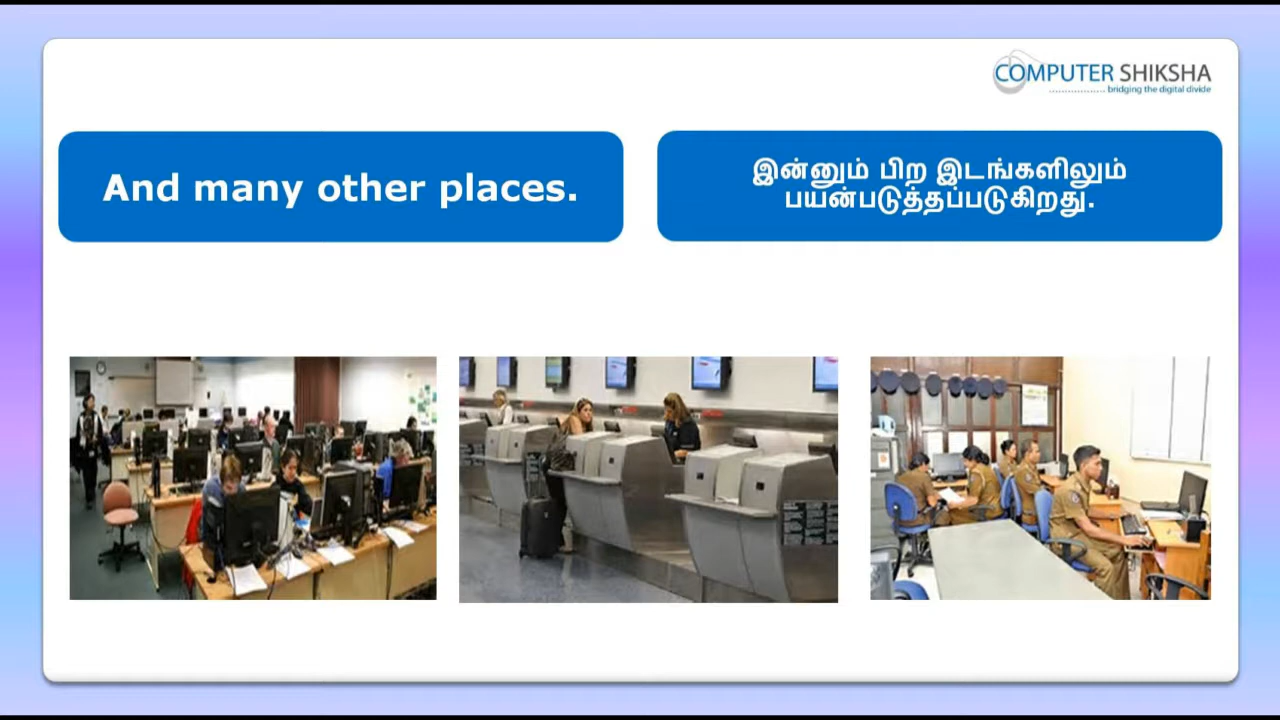 COMPUTER SHIKSHA
bridging the digital divide
And many other places.
இன்னும் பிற இடங்களிலும்
பயன்படுத்தப்படுகிறது.